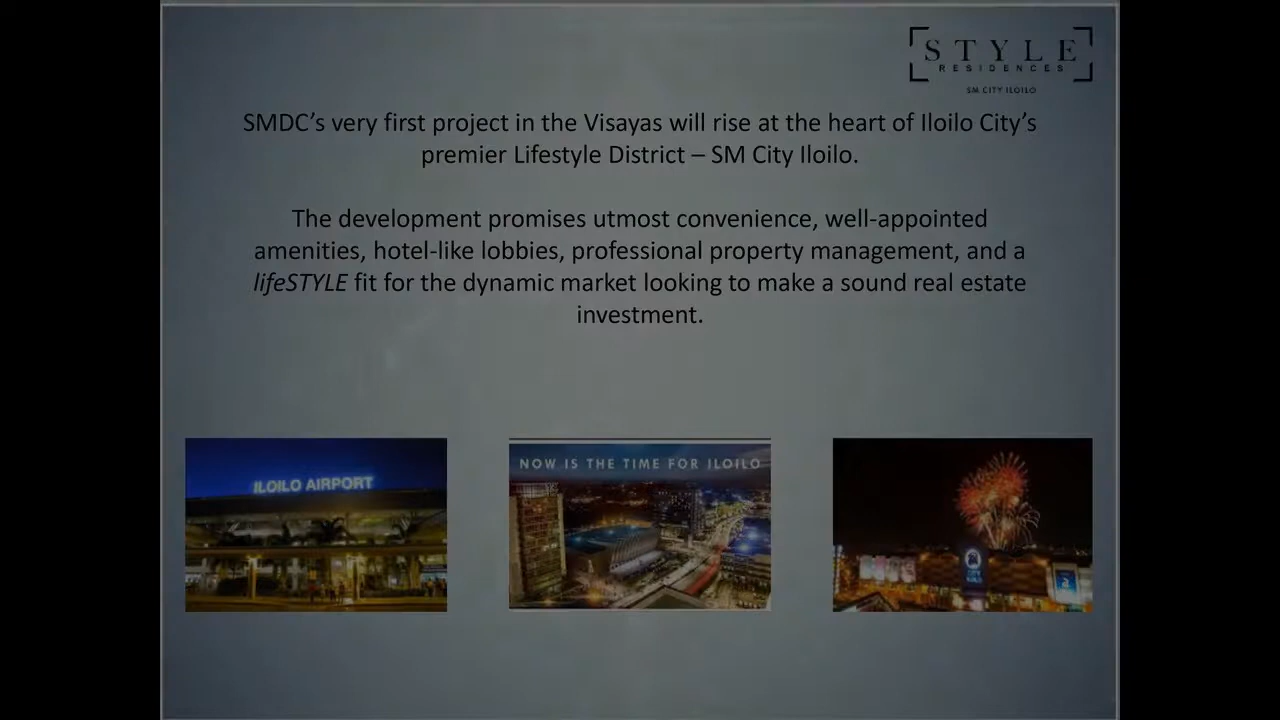 STYLE
RESIDENCES
SM CITY ILOILO
SMDC’s very first project in the Visayas will rise at the heart of Iloilo City’s
premier Lifestyle District – SM City Iloilo.
The development promises utmost convenience, well-appointed
amenities, hotel-like lobbies, professional property management, and a
lifeSTYLE fit for the dynamic market looking to make a sound real estate
investment.
ILOILO AIRPORT
NOW IS THE TIME FOR ILOILO
SM
CITY